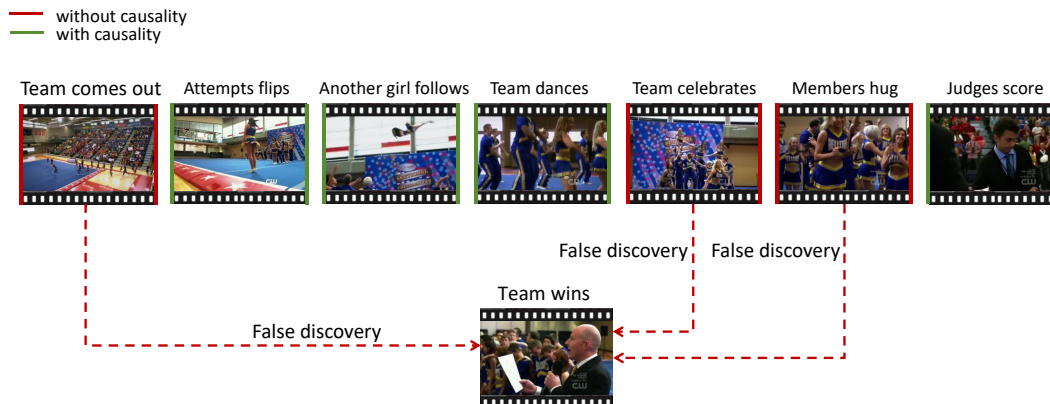 without causality
with causality
Team comes out
Attempts flips
Another girl follows
Team dances
Team celebrates
Members hug
Judges score
False discovery
False discovery
Team wins
False discovery